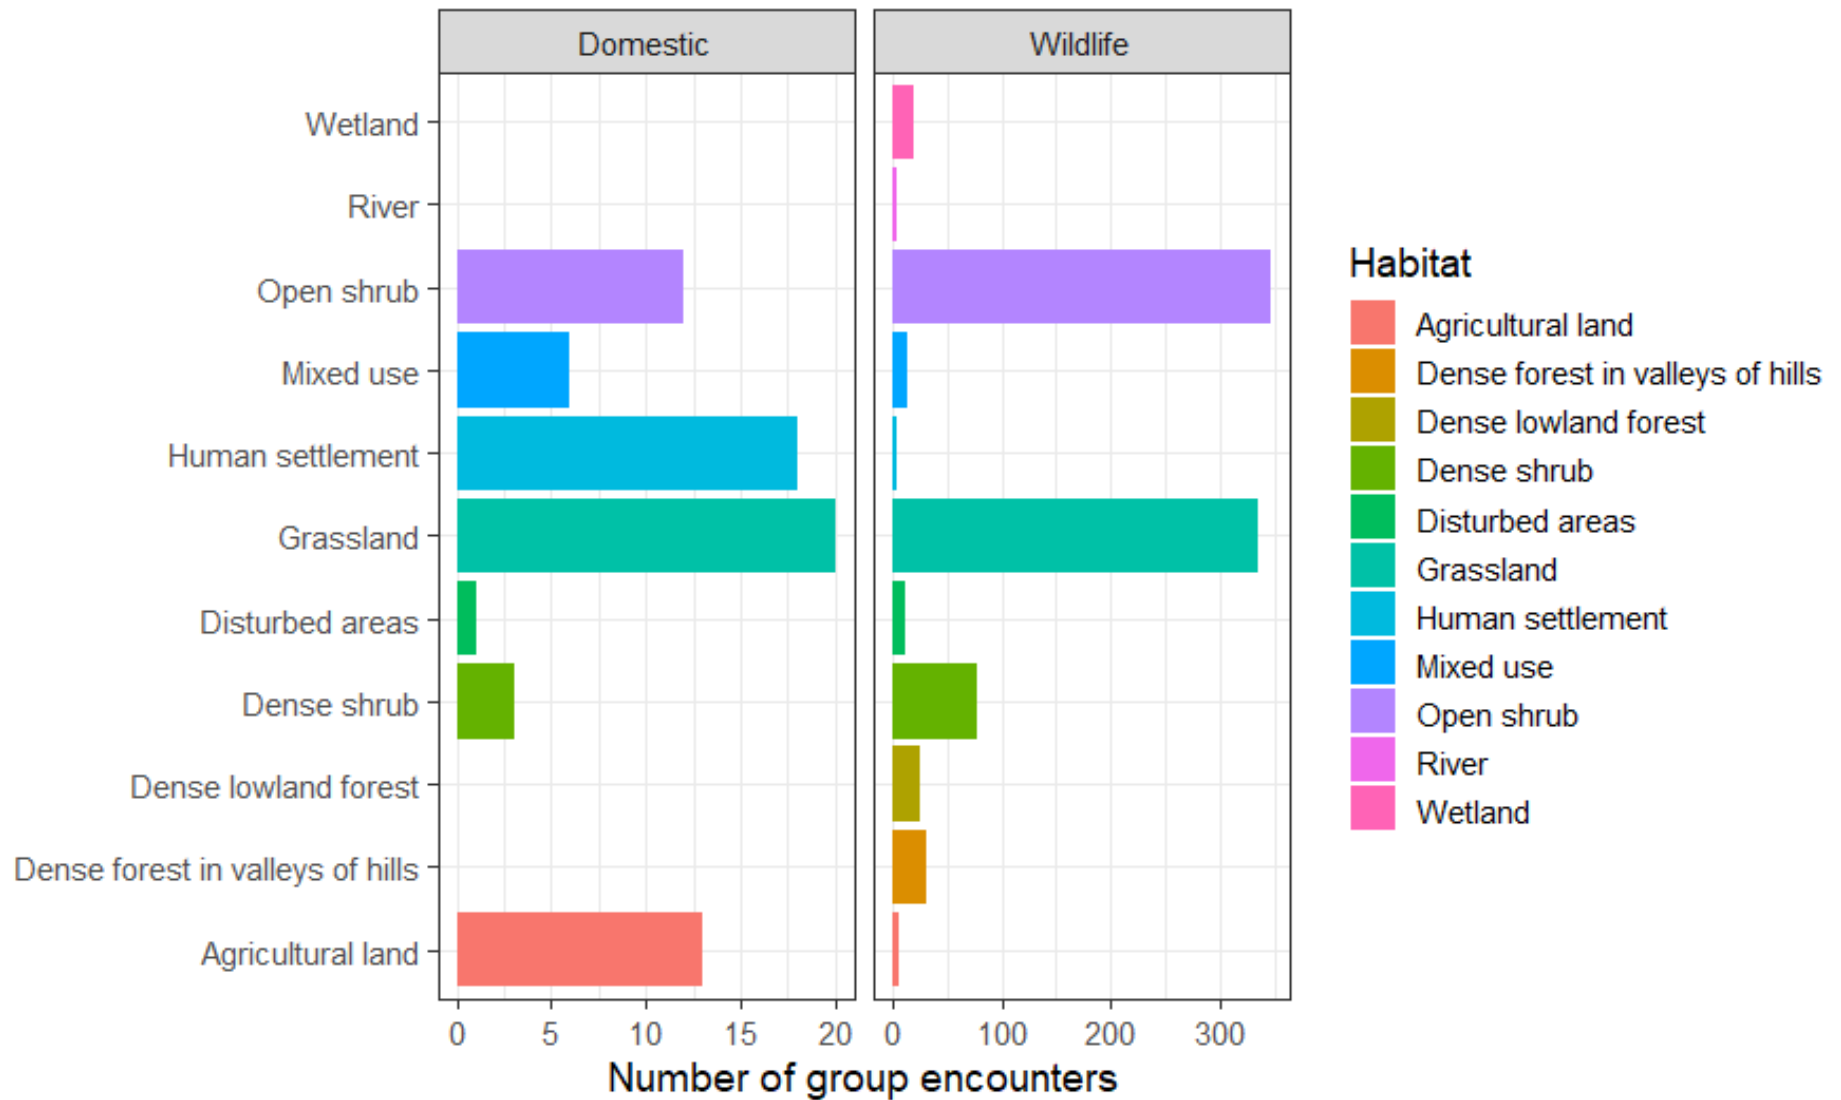 Domestic
Wildlife
Wetland
River
Open shrub
Mixed use
Human settlement
Grassland
Disturbed areas
Dense shrub
Dense lowland forest
Dense forest in valleys of hills
Agricultural land
0 5 10 15 20
0 100 200 300
Number of group encounters
Habitat
Agricultural land
Dense forest in valleys of hills
Dense lowland forest
Dense shrub
Disturbed areas
Grassland
Human settlement
Mixed use
Open shrub
River
Wetland